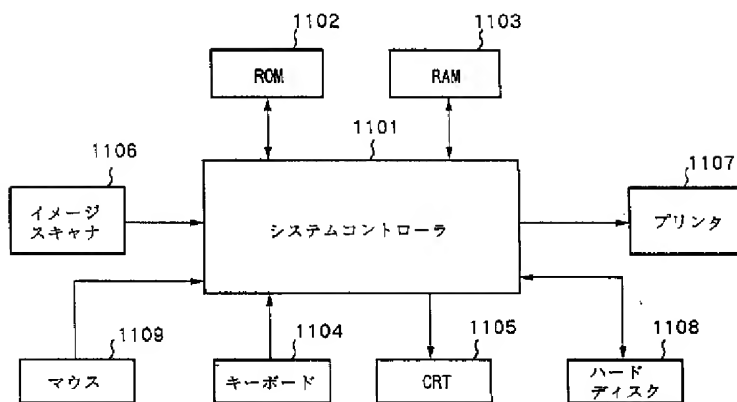 1102
1103
ROM
RAM
1101
1106
1107
イメージ
スキャナ
システムコントローラ
プリンタ
1109
1104
1105
1108
マウス
キーボード
CRT
ハード
ディスク